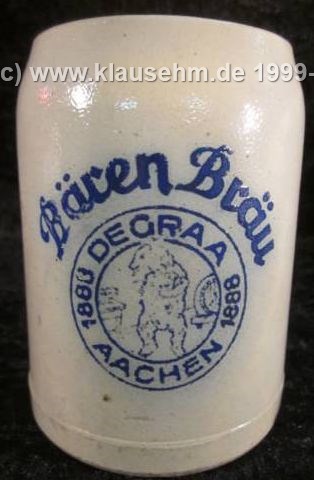 (c) www.klausehm.de 1999-
Bären Bräu
DEGRAA
1880 1888
AACHEN